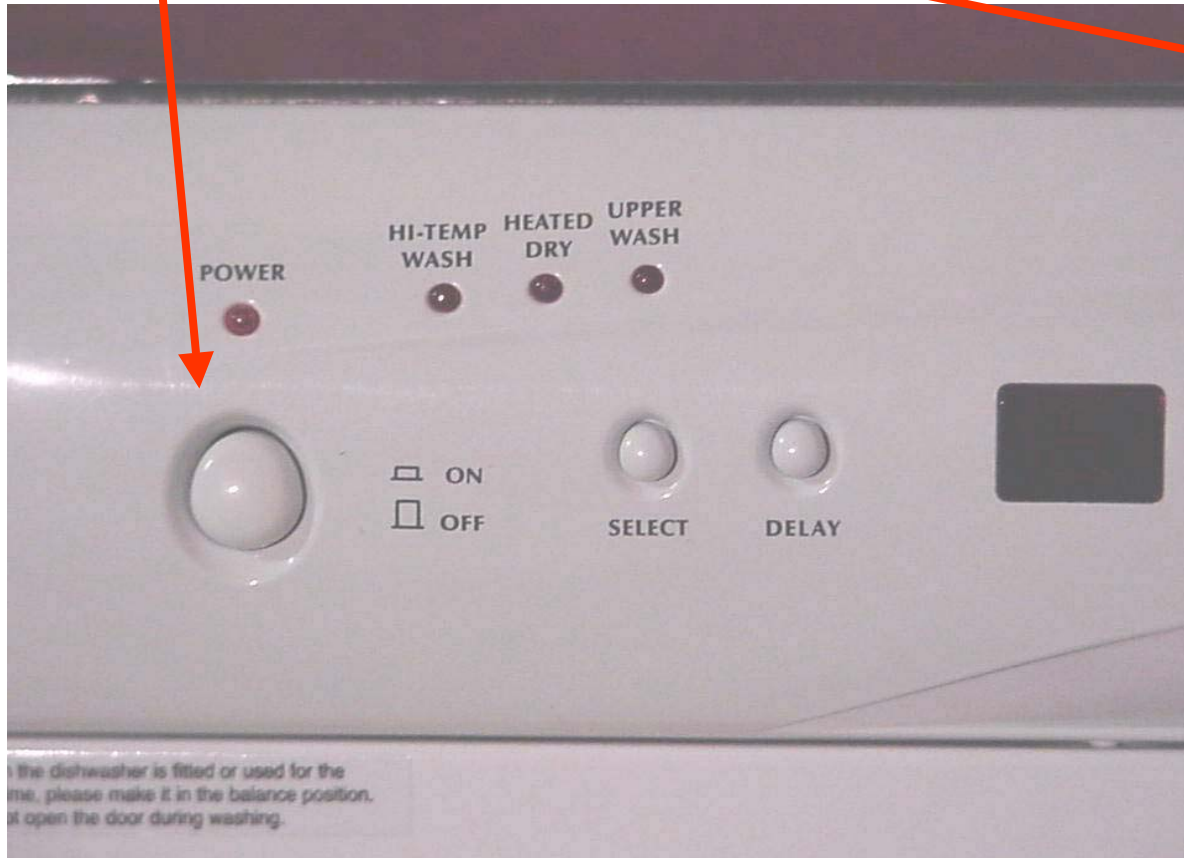 POWER
HI-TEMP
WASH
HEATED
DRY
UPPER
WASH
ON
OFF
SELECT
DELAY
the dishwasher is fitted or used for the
me, please make it in the balance position.
open the door during washing.